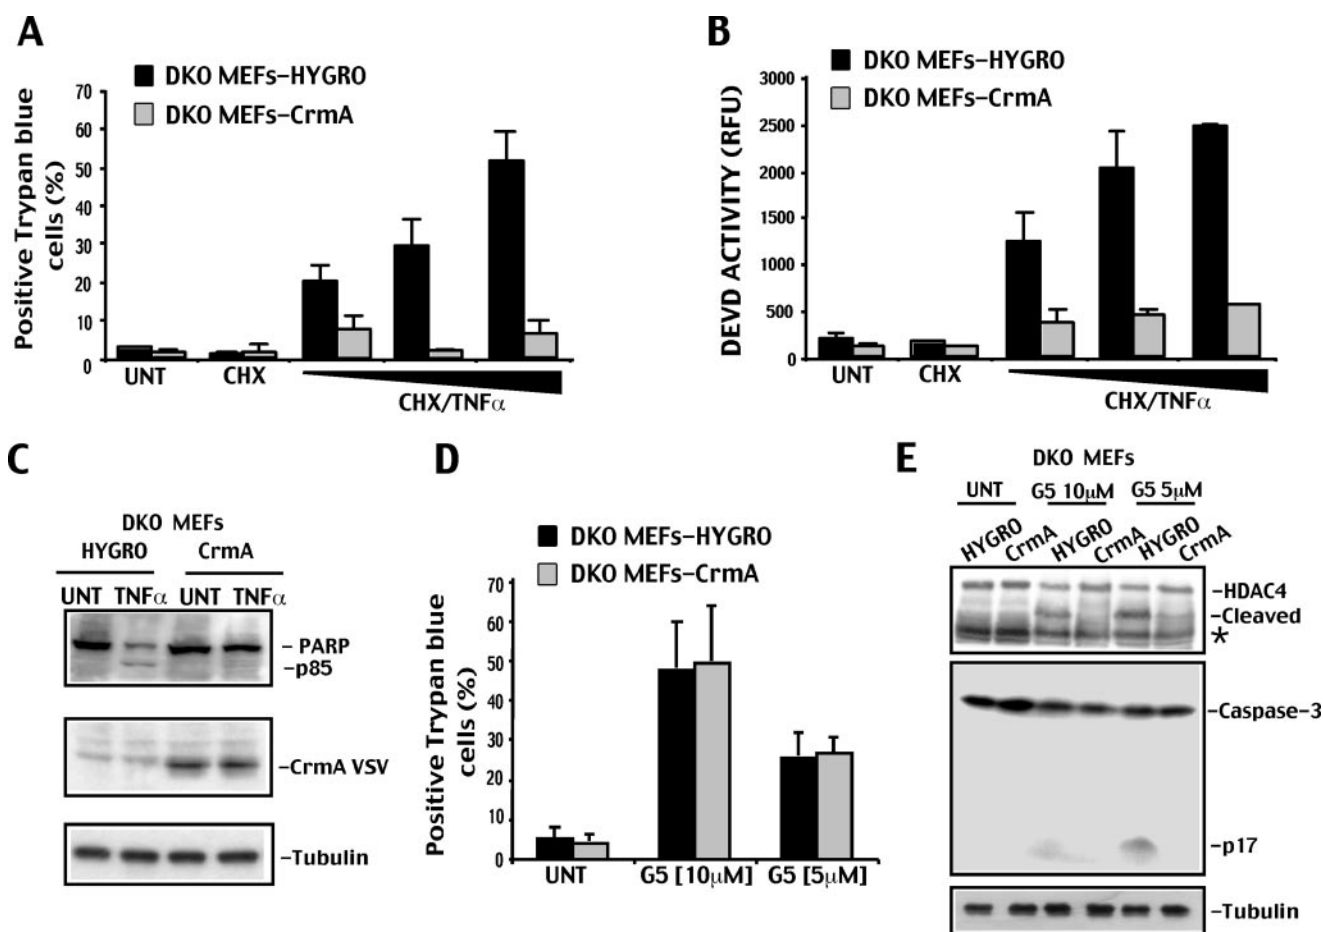 A
DKO MEFs-HYGRO
DKO MEFs-CrmA
Positive Trypan blue
cells (%)
70
60
50
40
30
20
10
0
UNT
CHX
CHX/TNFα
B
DKO MEFs-HYGRO
DKO MEFs-CrmA
DEVD ACTIVITY (RFU)
3000
2500
2000
1500
1000
500
0
UNT
CHX
CHX/TNFα
C
DKO MEFs
HYGRO CrmA
UNT TNFα UNT TNFα
- PARP
-p85
-CrmA VSV
-Tubulin
D
DKO MEFs-HYGRO
DKO MEFs-CrmA
Positive Trypan blue
cells (%)
70
60
50
40
30
20
10
0
UNT
G5 [10μM]
G5 [5μM]
E
DKO MEFs
UNT G5 10μM G5 5μM
HYGRO CrmA HYGRO CrmA HYGRO CrmA
-HDAC4
-Cleaved
*
-Caspase-3
-p17
-Tubulin